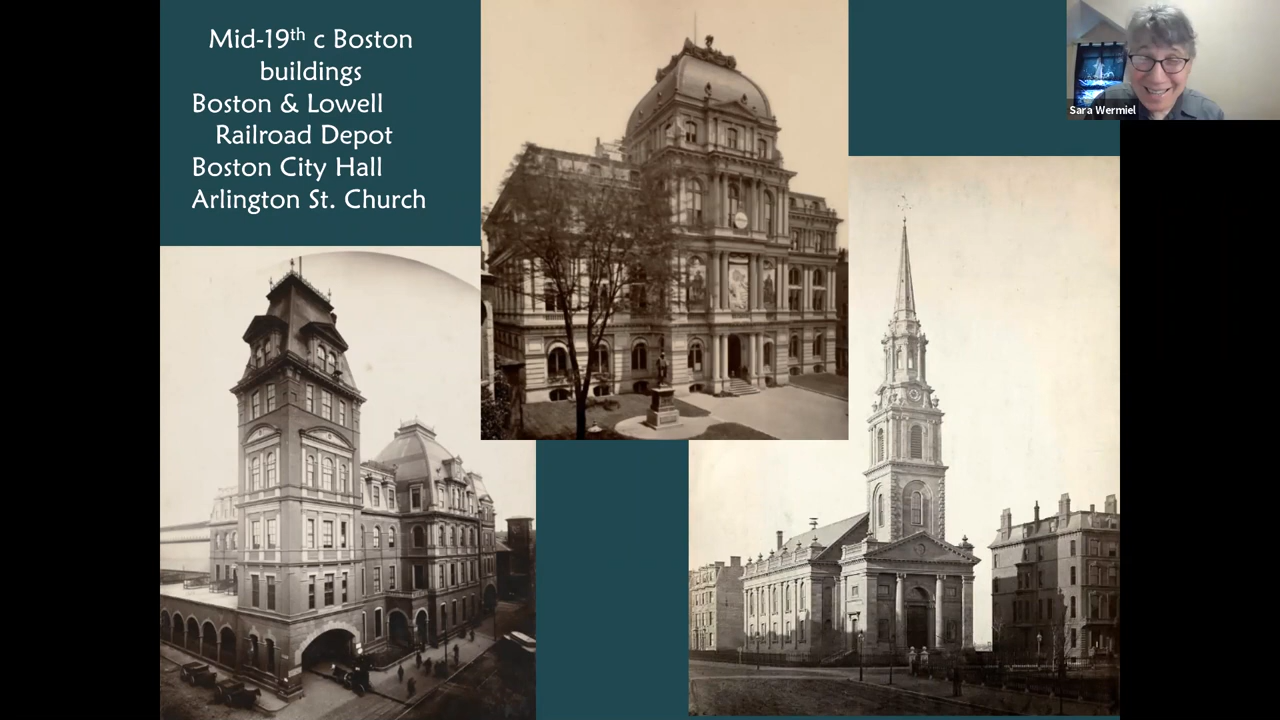 Mid-19th c Boston
buildings
Boston & Lowell
Railroad Depot
Boston City Hall
Arlington St. Church
Sara Wermiel